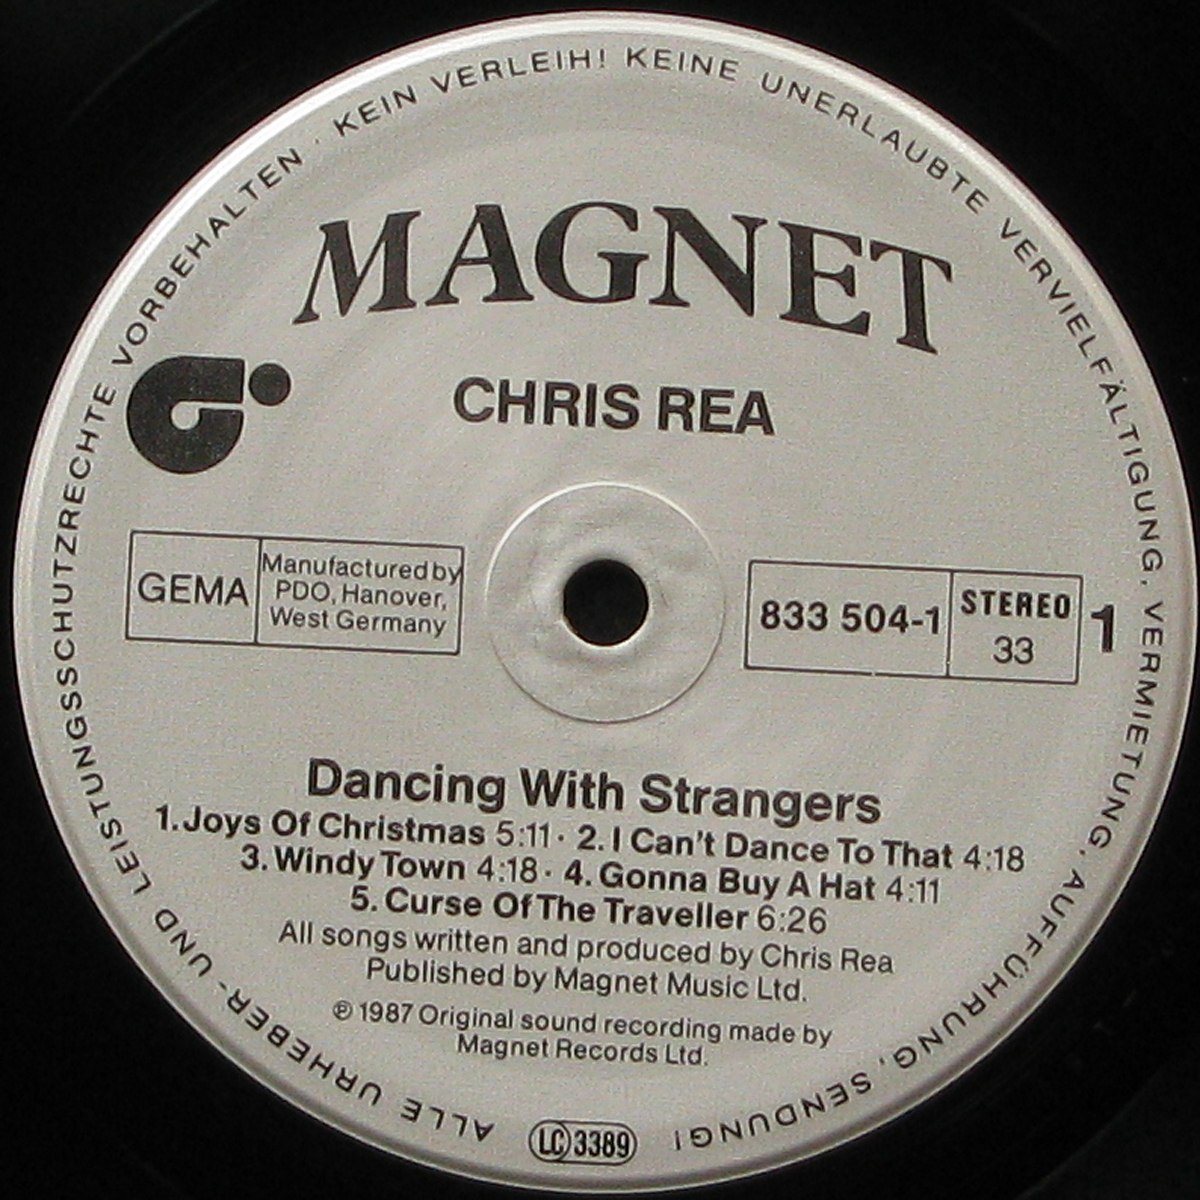 ALLE URHEBER- UND LEISTUNGSSCHUTZRECHTE VORBEHALTEN · KEIN VERLEIH! KEINE UNERLAUBTE VERVIELFÄLTIGUNG, VERMIETUNG, AUFFÜHRUNG, SENDUNG!
MAGNET
CHRIS REA
GEMA
Manufactured by
PDO, Hanover,
West Germany
833 504-1
STEREO
33
1
Dancing With Strangers
1. Joys Of Christmas 5:11 · 2. I Can't Dance To That 4:18
3. Windy Town 4:18 · 4. Gonna Buy A Hat 4:11
5. Curse Of The Traveller 6:26
All songs written and produced by Chris Rea
Published by Magnet Music Ltd.
℗ 1987 Original sound recording made by
Magnet Records Ltd.
LC 3389